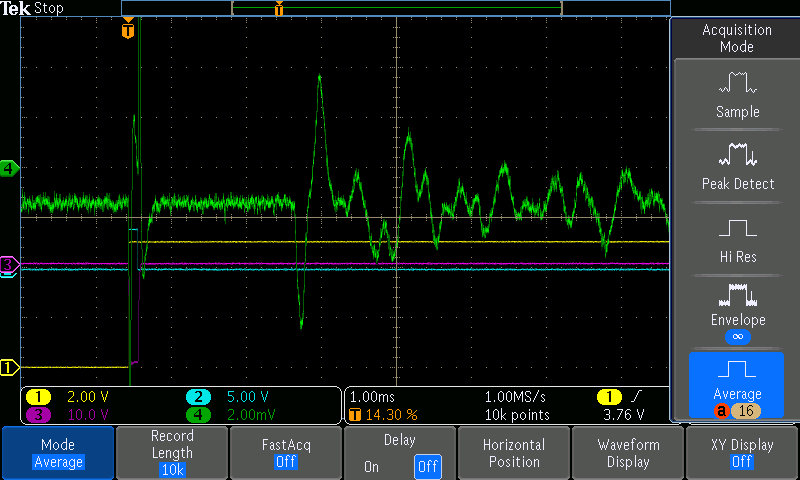 Tek Stop
T
T
Acquisition
Mode
Sample
Peak Detect
Hi Res
Envelope
∞
Average
a 16
4
3
1
1 2.00 V 2 5.00 V
3 10.0 V 4 2.00mV
1.00ms 1.00MS/s 1
T 14.30 % 10k points 3.76 V
Mode
Average
Record
Length
10k
FastAcq
Off
Delay
On Off
Horizontal
Position
Waveform
Display
XY Display
Off